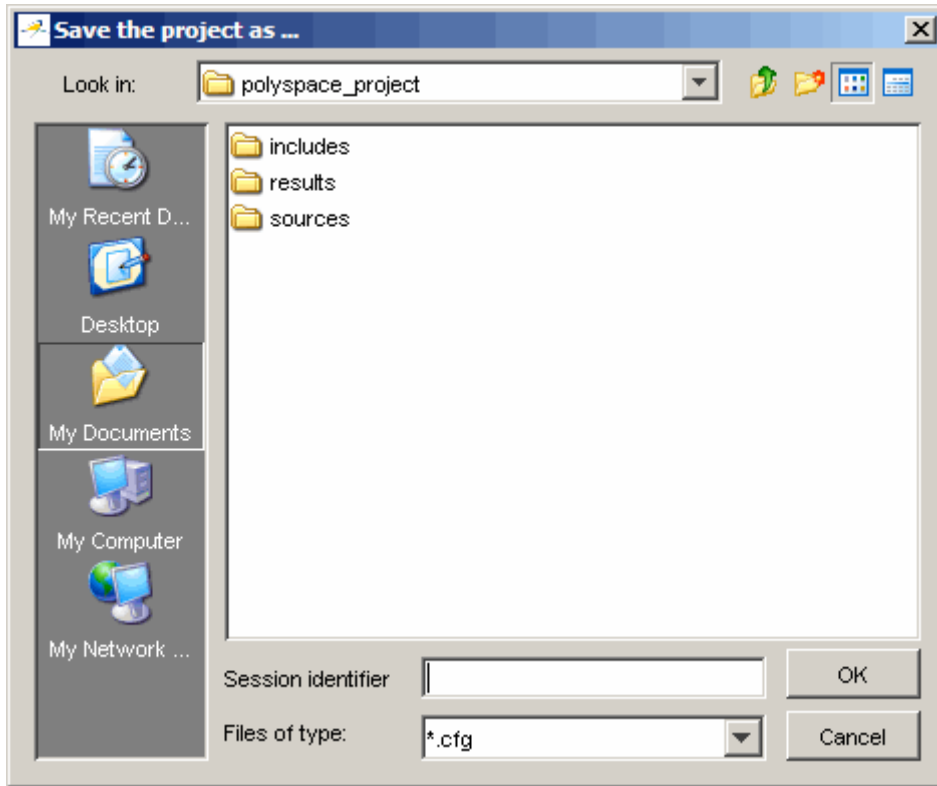 Save the project as ...
Look in: polyspace_project
includes
results
sources
My Recent D...
Desktop
My Documents
My Computer
My Network ...
Session identifier
OK
Files of type: *.cfg
Cancel